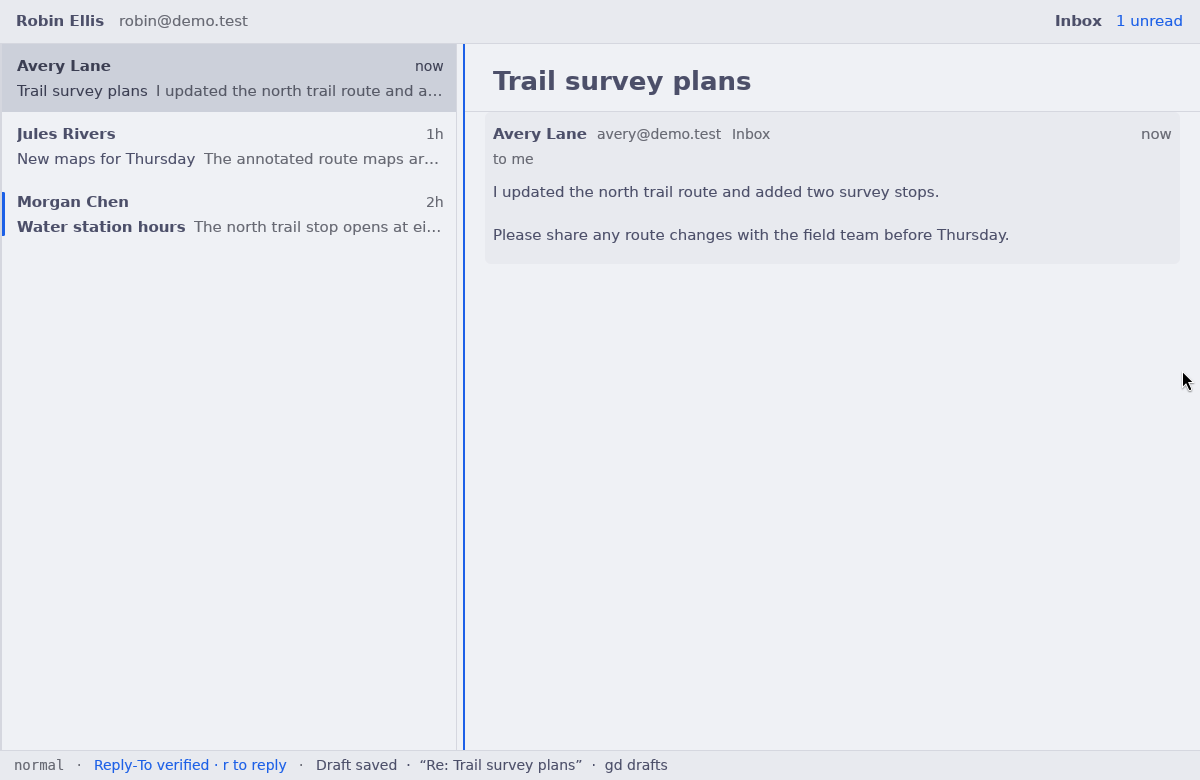 Robin Ellis robin@demo.test Inbox 1 unread
Avery Lane now
Trail survey plans I updated the north trail route and a…
Jules Rivers 1h
New maps for Thursday The annotated route maps ar…
Morgan Chen 2h
Water station hours The north trail stop opens at ei…
Trail survey plans
Avery Lane avery@demo.test Inbox now
to me
I updated the north trail route and added two survey stops.
Please share any route changes with the field team before Thursday.
normal · Reply-To verified · r to reply · Draft saved · “Re: Trail survey plans” · gd drafts